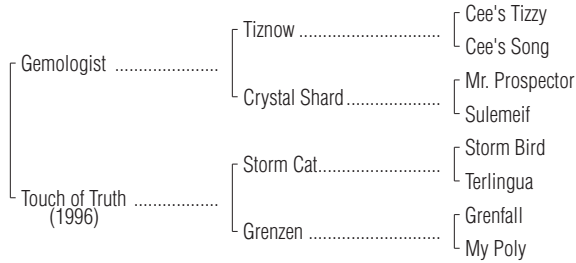 Cee's Tizzy
Tiznow ........................................
Cee's Song
Gemologist ......................
Mr. Prospector
Crystal Shard..........................
Sulemeif
Storm Bird
Storm Cat..................................
Terlingua
Touch of Truth ..................
(1996)
Grenfall
Grenzen ....................................
My Poly